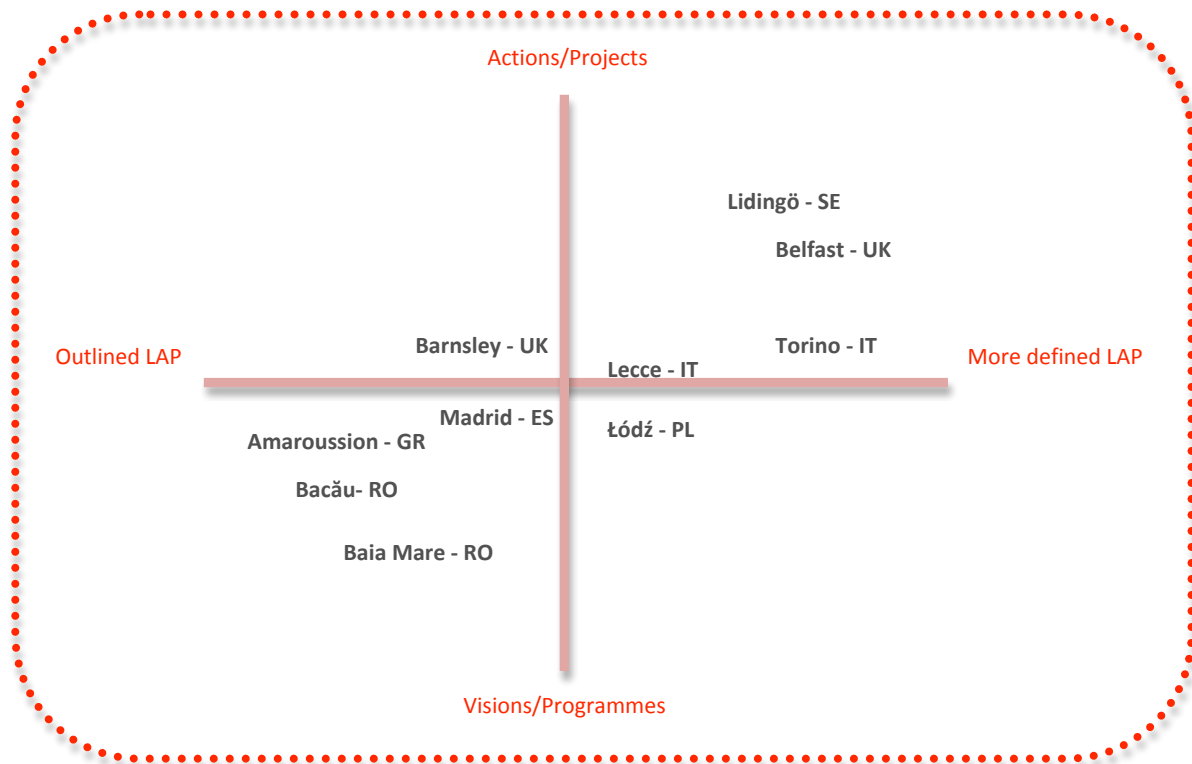 Actions/Projects
Lidingö - SE
Belfast - UK
Barnsley - UK
Torino - IT
Outlined LAP
More defined LAP
Lecce - IT
Madrid - ES
Łódź - PL
Amaroussion - GR
Bacău- RO
Baia Mare - RO
Visions/Programmes